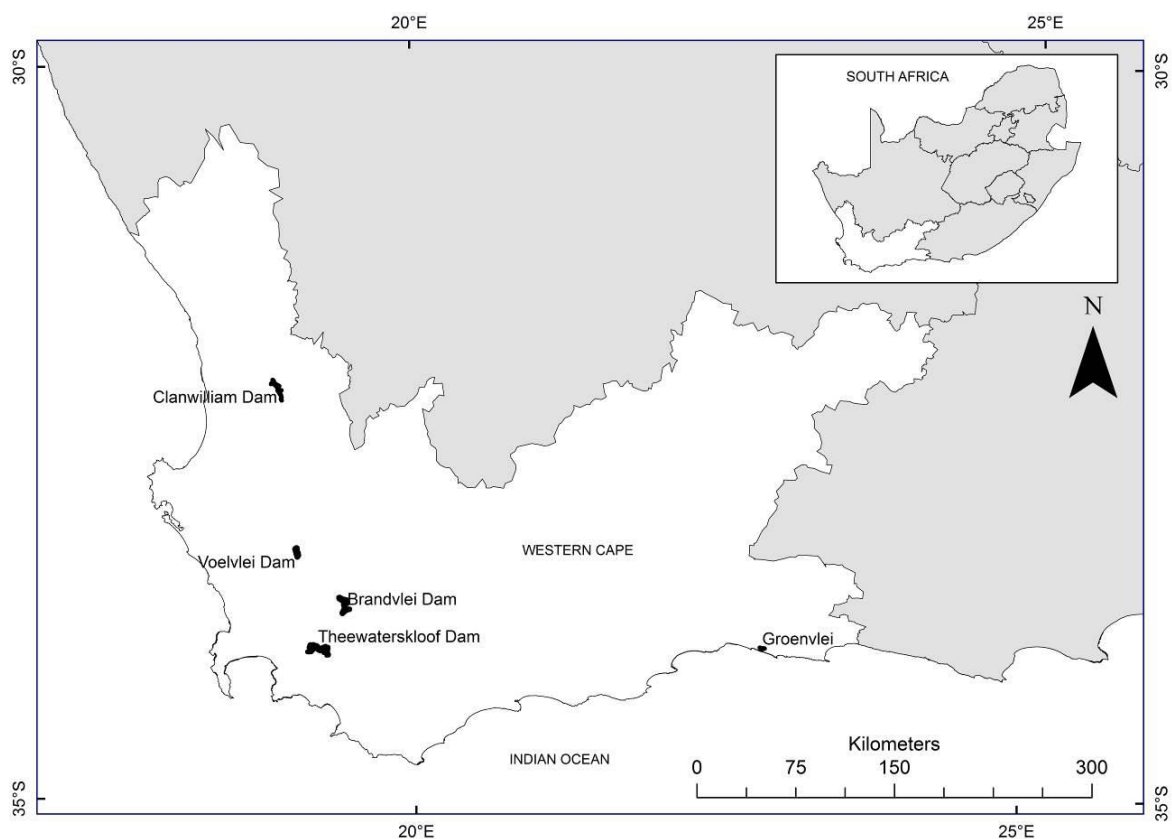 20°E
25°E
30°S
30°S
SOUTH AFRICA
N
Clanwilliam Dam
WESTERN CAPE
Voelvlei Dam
Brandvlei Dam
Theewaterskloof Dam
Groenvlei
Kilometers
INDIAN OCEAN
0 75 150 300
35°S
35°S
20°E
25°E